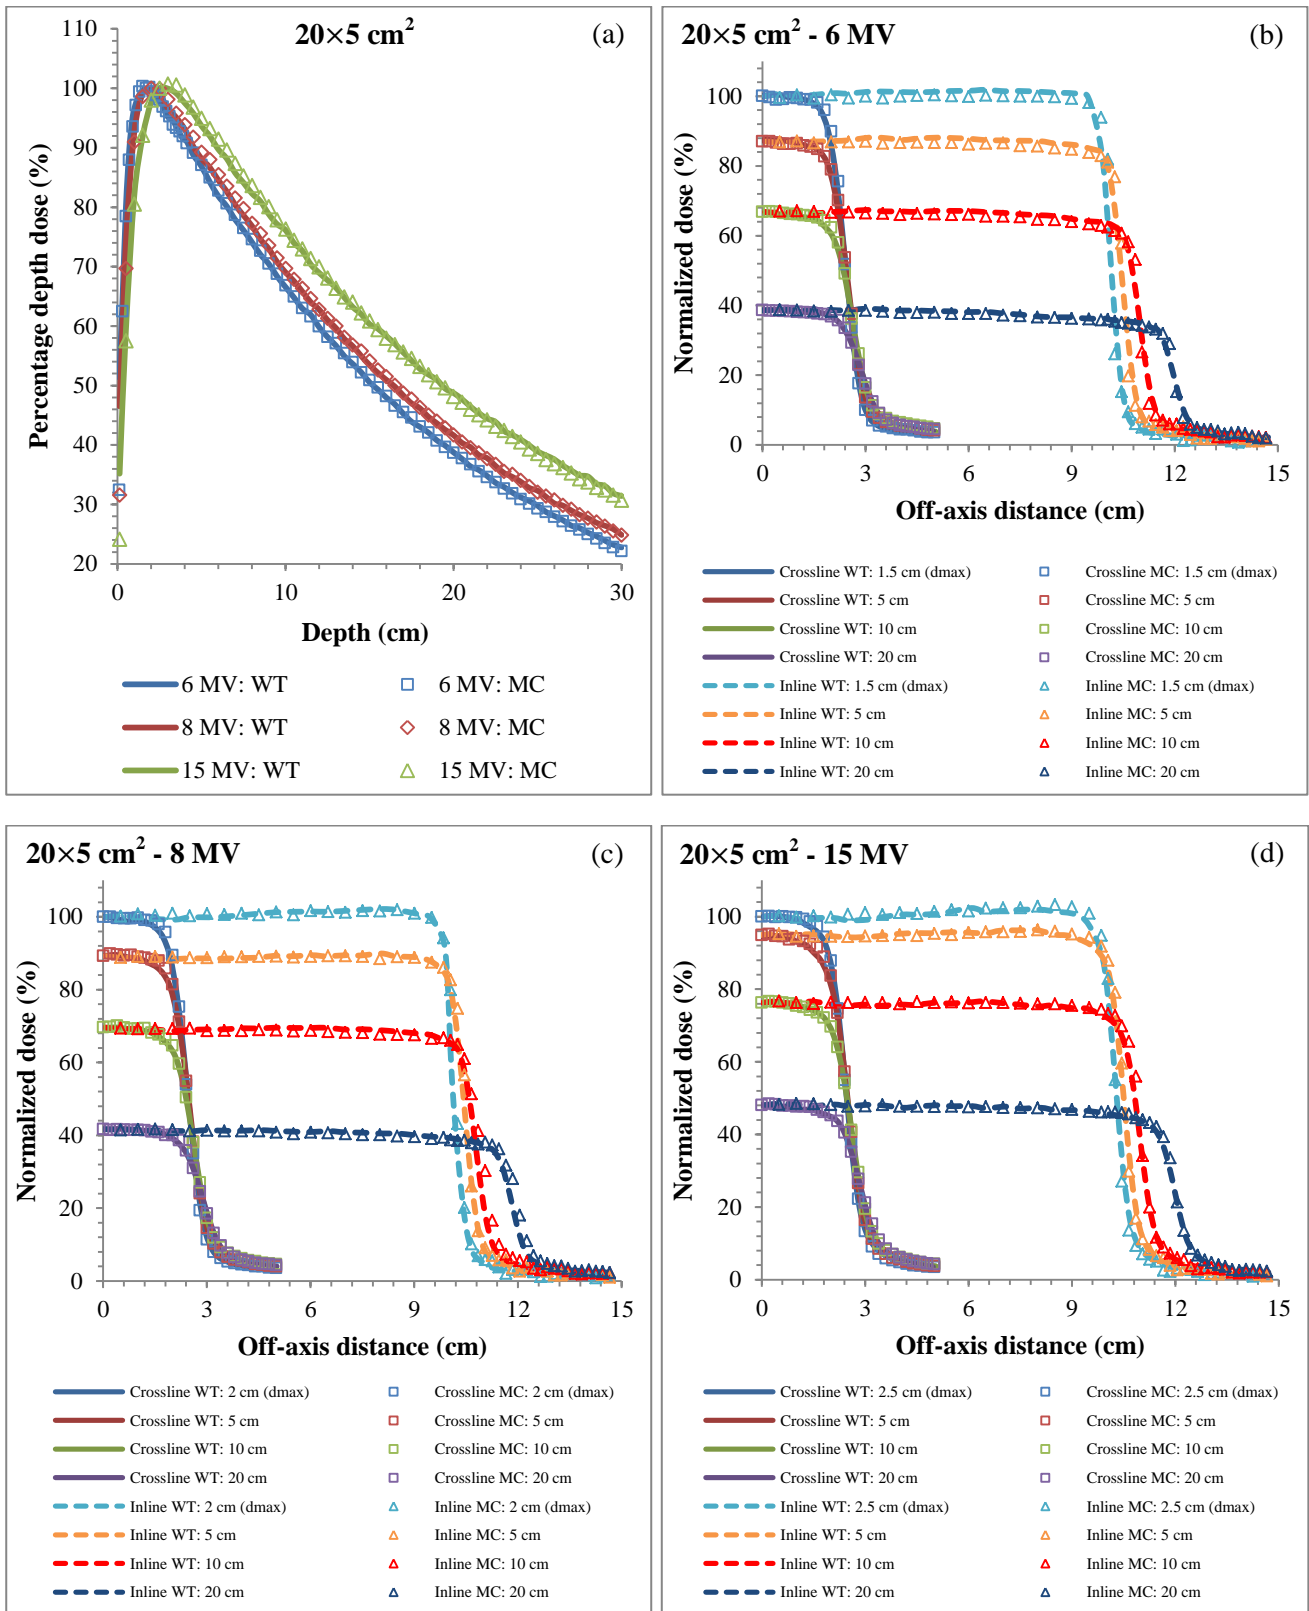 20×5 cm²
(a)
110
100
90
80
70
60
50
40
30
20
0
10
20
30
Percentage depth dose (%)
Depth (cm)
6 MV: WT
6 MV: MC
8 MV: WT
8 MV: MC
15 MV: WT
15 MV: MC
20×5 cm² - 6 MV
(b)
100
80
60
40
20
0
0
3
6
9
12
15
Normalized dose (%)
Off-axis distance (cm)
Crossline WT: 1.5 cm (dmax)
Crossline MC: 1.5 cm (dmax)
Crossline WT: 5 cm
Crossline MC: 5 cm
Crossline WT: 10 cm
Crossline MC: 10 cm
Crossline WT: 20 cm
Crossline MC: 20 cm
Inline WT: 1.5 cm (dmax)
Inline MC: 1.5 cm (dmax)
Inline WT: 5 cm
Inline MC: 5 cm
Inline WT: 10 cm
Inline MC: 10 cm
Inline WT: 20 cm
Inline MC: 20 cm
20×5 cm² - 8 MV
(c)
100
80
60
40
20
0
0
3
6
9
12
15
Normalized dose (%)
Off-axis distance (cm)
Crossline WT: 2 cm (dmax)
Crossline MC: 2 cm (dmax)
Crossline WT: 5 cm
Crossline MC: 5 cm
Crossline WT: 10 cm
Crossline MC: 10 cm
Crossline WT: 20 cm
Crossline MC: 20 cm
Inline WT: 2 cm (dmax)
Inline MC: 2 cm (dmax)
Inline WT: 5 cm
Inline MC: 5 cm
Inline WT: 10 cm
Inline MC: 10 cm
Inline WT: 20 cm
Inline MC: 20 cm
20×5 cm² - 15 MV
(d)
100
80
60
40
20
0
0
3
6
9
12
15
Normalized dose (%)
Off-axis distance (cm)
Crossline WT: 2.5 cm (dmax)
Crossline MC: 2.5 cm (dmax)
Crossline WT: 5 cm
Crossline MC: 5 cm
Crossline WT: 10 cm
Crossline MC: 10 cm
Crossline WT: 20 cm
Crossline MC: 20 cm
Inline WT: 2.5 cm (dmax)
Inline MC: 2.5 cm (dmax)
Inline WT: 5 cm
Inline MC: 5 cm
Inline WT: 10 cm
Inline MC: 10 cm
Inline WT: 20 cm
Inline MC: 20 cm